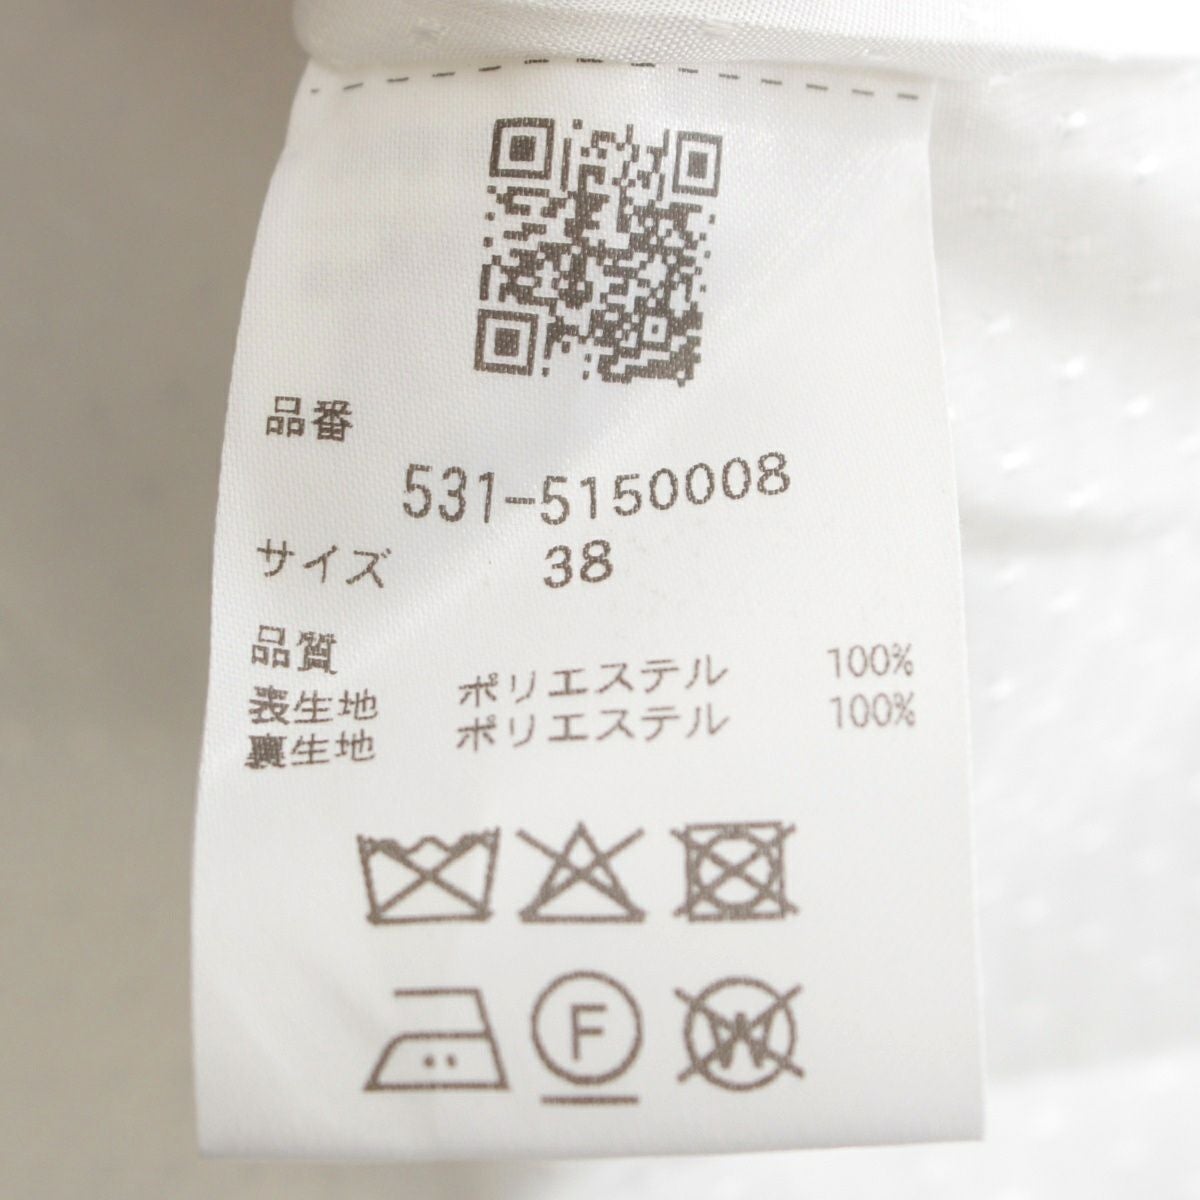 品番
531-5150008
サイズ 38
品質
表生地 ポリエステル 100%
裏生地 ポリエステル 100%
F
W